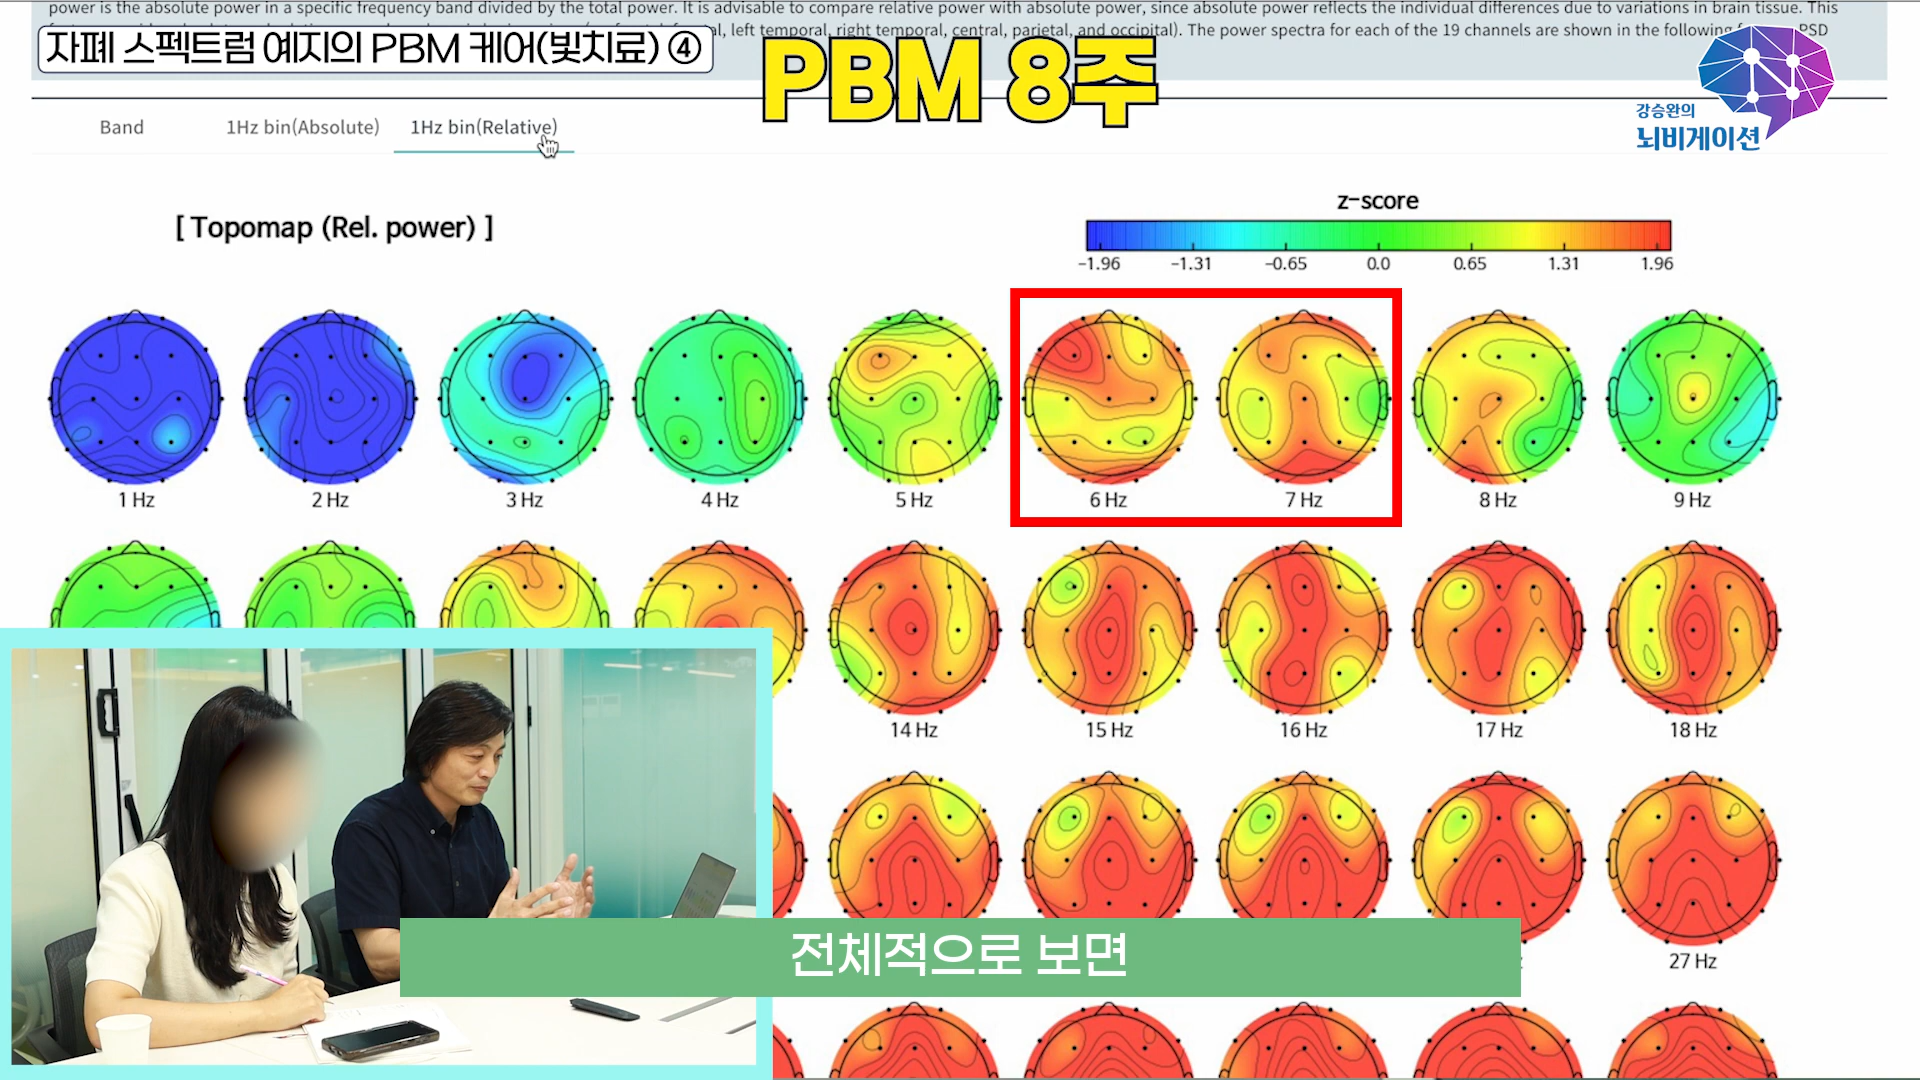 power is the absolute power in a specific frequency band divided by the total power. It is advisable to compare relative power with absolute power, since absolute power reflects the individual differences due to variations in brain tissue. This
al, left temporal, right temporal, central, parietal, and occipital). The power spectra for each of the 19 channels are shown in the following PSD
자폐 스펙트럼 예지의 PBM 케어(빛치료) ④
PBM 8주
강승완의
뇌비게이션
Band 1Hz bin(Absolute) 1Hz bin(Relative)
[ Topomap (Rel. power) ]
z-score
-1.96 -1.31 -0.65 0.0 0.65 1.31 1.96
1 Hz 2 Hz 3 Hz 4 Hz 5 Hz 6 Hz 7 Hz 8 Hz 9 Hz
14 Hz 15 Hz 16 Hz 17 Hz 18 Hz
27 Hz
전체적으로 보면